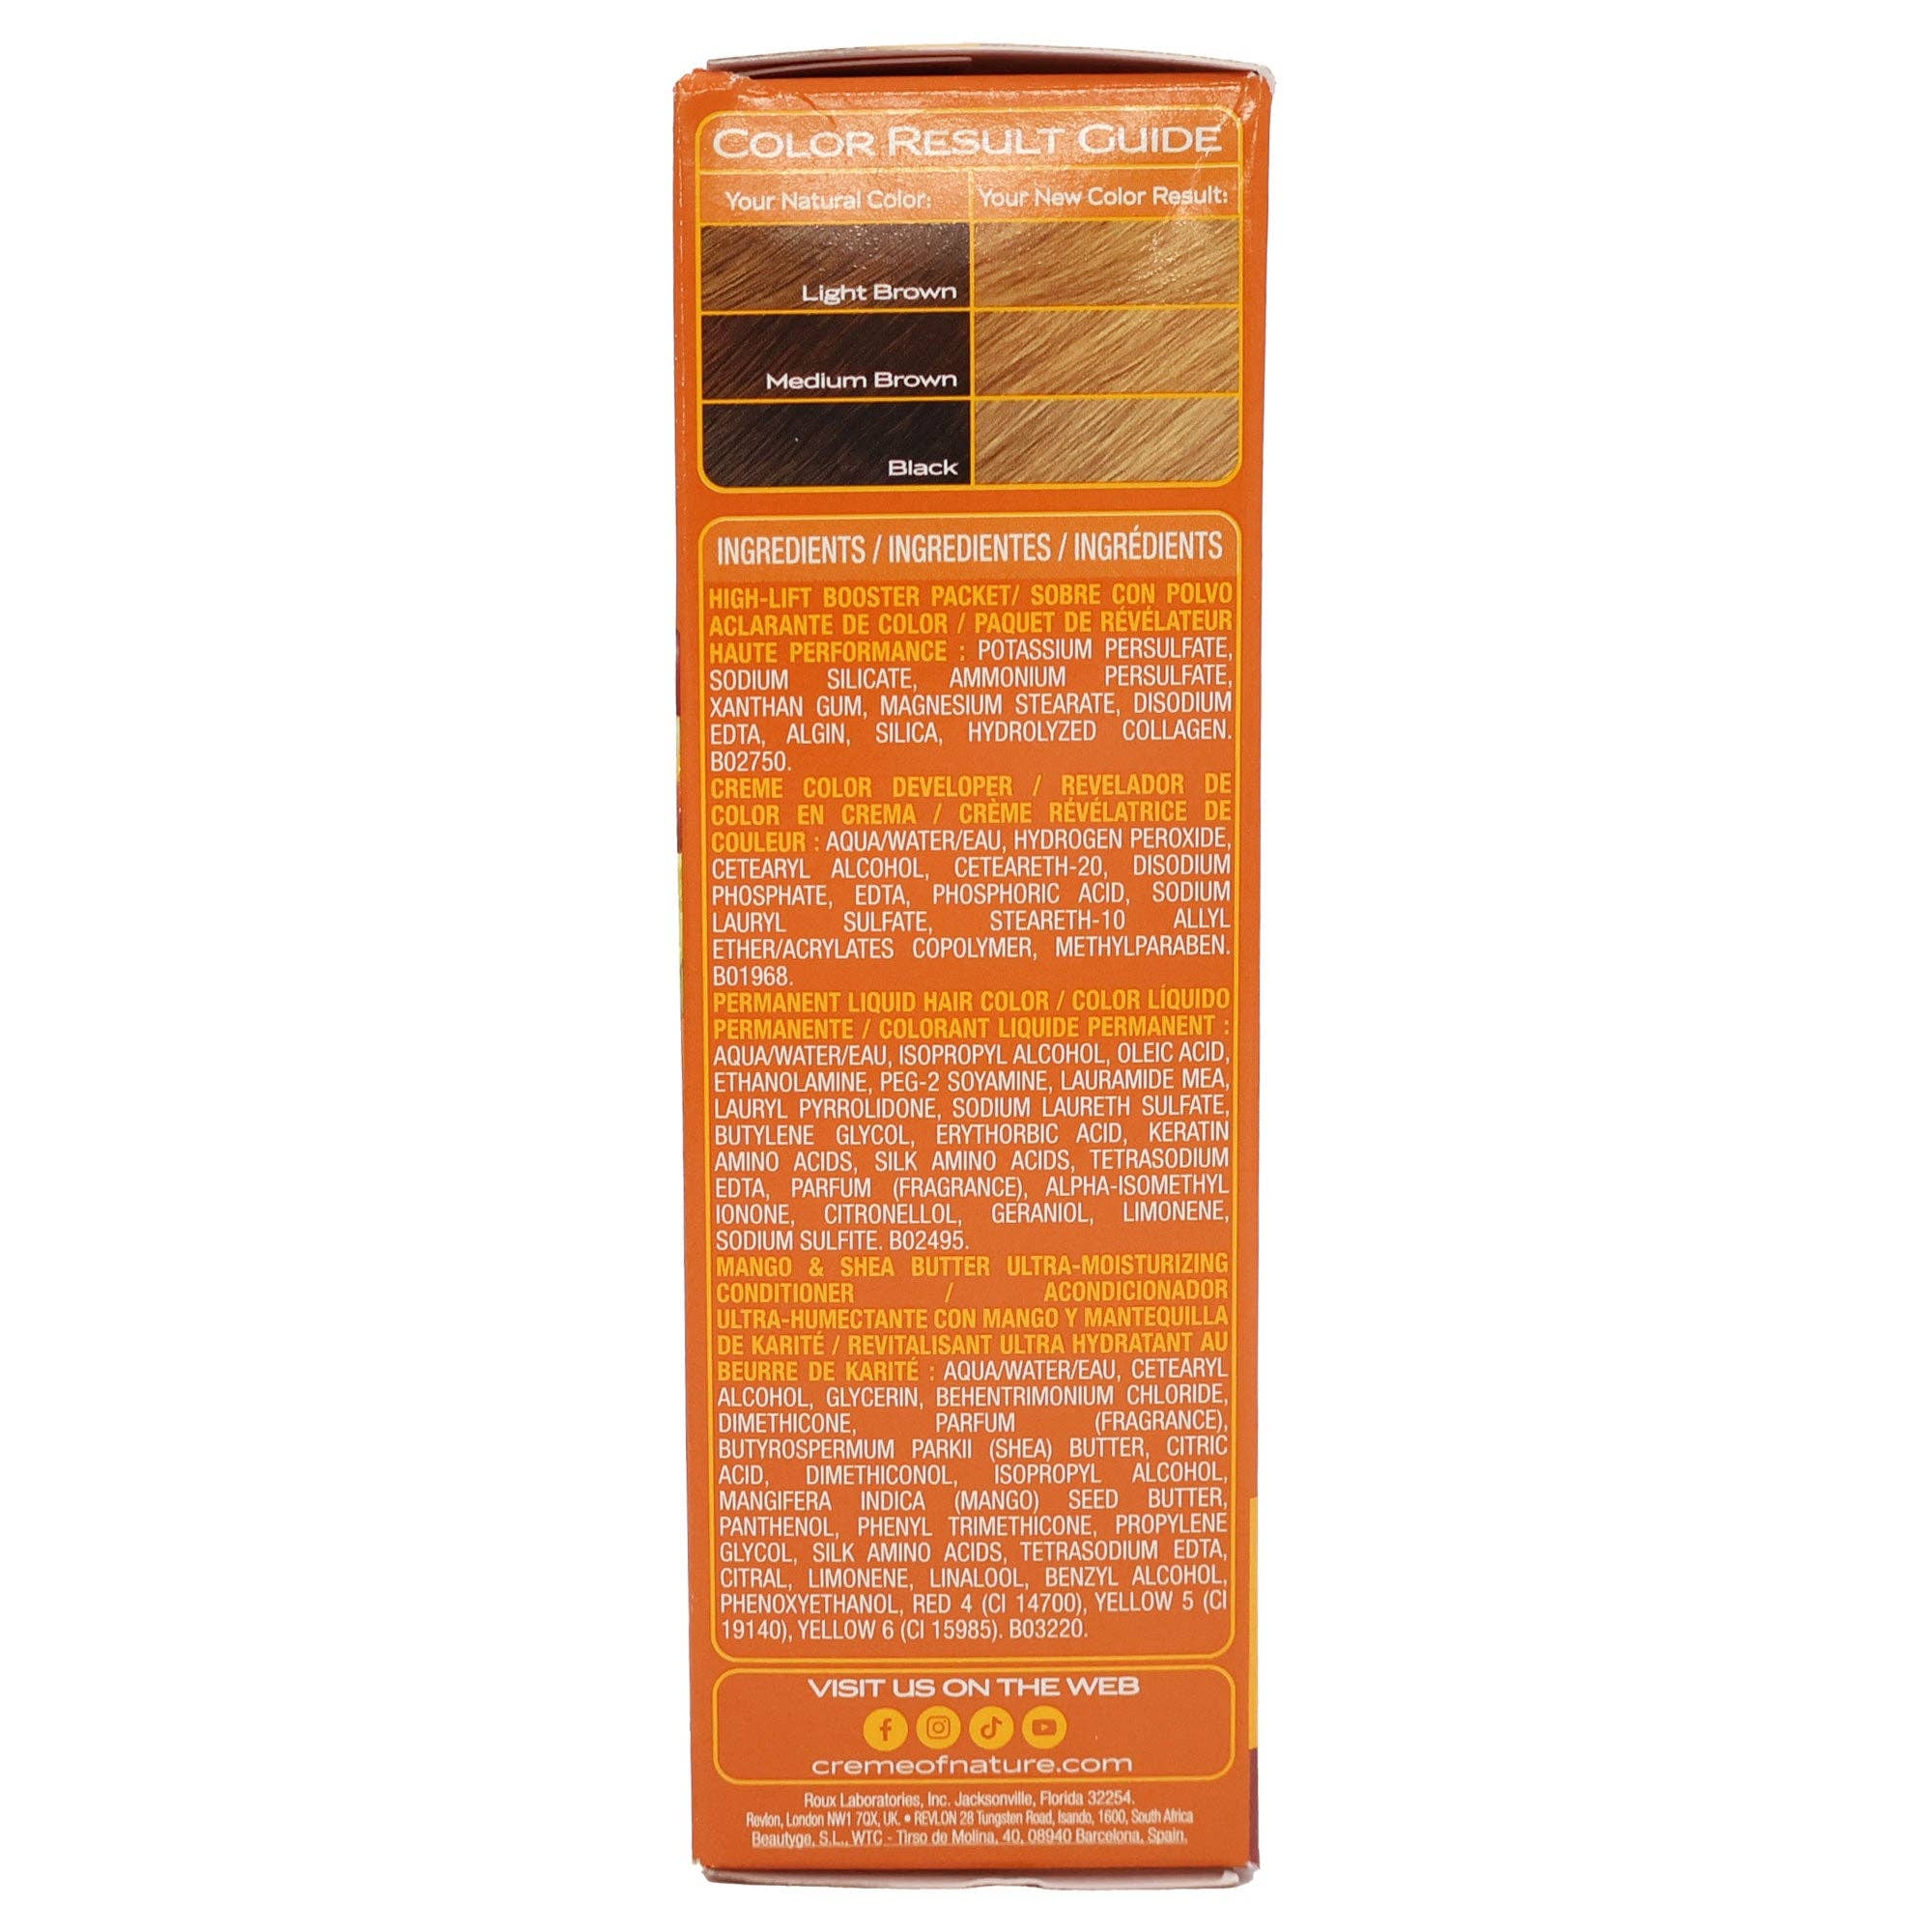 COLOR RESULT GUIDE
Your Natural Color: Your New Color Result:
Light Brown
Medium Brown
Black
INGREDIENTS / INGREDIENTES / INGRÉDIENTS
HIGH-LIFT BOOSTER PACKET/ SOBRE CON POLVO
ACLARANTE DE COLOR / PAQUET DE RÉVÉLATEUR
HAUTE PERFORMANCE : POTASSIUM PERSULFATE,
SODIUM SILICATE, AMMONIUM PERSULFATE,
XANTHAN GUM, MAGNESIUM STEARATE, DISODIUM
EDTA, ALGIN, SILICA, HYDROLYZED COLLAGEN.
B02750.
CREME COLOR DEVELOPER / REVELADOR DE
COLOR EN CREMA / CRÈME RÉVÉLATRICE DE
COULEUR : AQUA/WATER/EAU, HYDROGEN PEROXIDE,
CETEARYL ALCOHOL, CETEARETH-20, DISODIUM
PHOSPHATE, EDTA, PHOSPHORIC ACID, SODIUM
LAURYL SULFATE, STEARETH-10 ALLYL
ETHER/ACRYLATES COPOLYMER, METHYLPARABEN.
B01968.
PERMANENT LIQUID HAIR COLOR / COLOR LÍQUIDO
PERMANENTE / COLORANT LIQUIDE PERMANENT :
AQUA/WATER/EAU, ISOPROPYL ALCOHOL, OLEIC ACID,
ETHANOLAMINE, PEG-2 SOYAMINE, LAURAMIDE MEA,
LAURYL PYRROLIDONE, SODIUM LAURETH SULFATE,
BUTYLENE GLYCOL, ERYTHORBIC ACID, KERATIN
AMINO ACIDS, SILK AMINO ACIDS, TETRASODIUM
EDTA, PARFUM (FRAGRANCE), ALPHA-ISOMETHYL
IONONE, CITRONELLOL, GERANIOL, LIMONENE,
SODIUM SULFITE. B02495.
MANGO & SHEA BUTTER ULTRA-MOISTURIZING
CONDITIONER / ACONDICIONADOR
ULTRA-HUMECTANTE CON MANGO Y MANTEQUILLA
DE KARITÉ / REVITALISANT ULTRA HYDRATANT AU
BEURRE DE KARITÉ : AQUA/WATER/EAU, CETEARYL
ALCOHOL, GLYCERIN, BEHENTRIMONIUM CHLORIDE,
DIMETHICONE, PARFUM (FRAGRANCE),
BUTYROSPERMUM PARKII (SHEA) BUTTER, CITRIC
ACID, DIMETHICONOL, ISOPROPYL ALCOHOL,
MANGIFERA INDICA (MANGO) SEED BUTTER,
PANTHENOL, PHENYL TRIMETHICONE, PROPYLENE
GLYCOL, SILK AMINO ACIDS, TETRASODIUM EDTA,
CITRAL, LIMONENE, LINALOOL, BENZYL ALCOHOL,
PHENOXYETHANOL, RED 4 (CI 14700), YELLOW 5 (CI
19140), YELLOW 6 (CI 15985). B03220.
VISIT US ON THE WEB
cremeofnature.com
Roux Laboratories, Inc. Jacksonville, Florida 32254.
Revlon, London NW1 7QX, UK. • REVLON 28 Tungsten Road, Isando, 1600, South Africa
Beautyge, S.L., WTC - Tirso de Molina, 40, 08940 Barcelona, Spain.